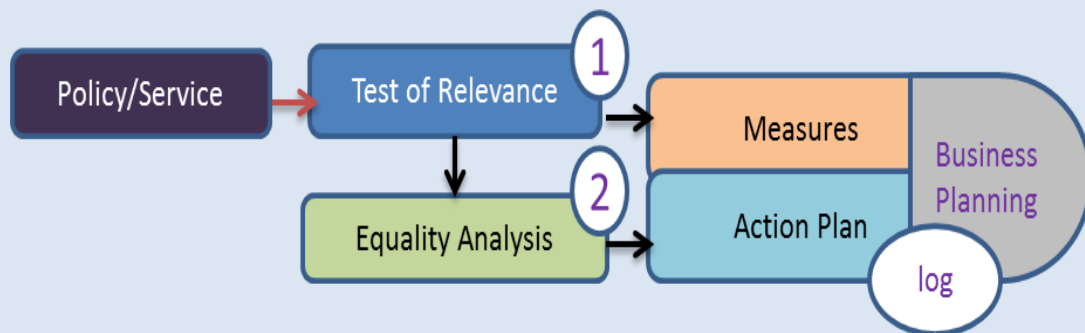 Policy/Service
Test of Relevance
1
Measures
Business
Planning
Equality Analysis
2
Action Plan
log